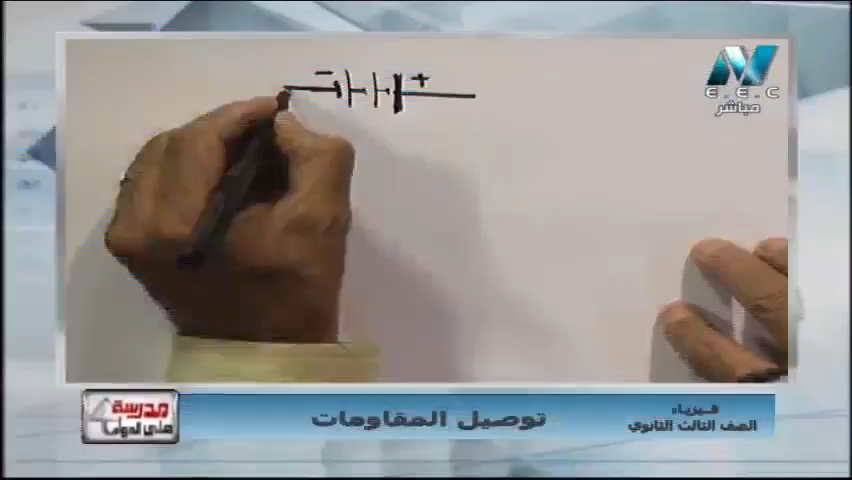 - +
E.E.C
مباشر
مدرسة
على الهواء
توصيل المقاومات
فيزياء
الصف الثالث الثانوي